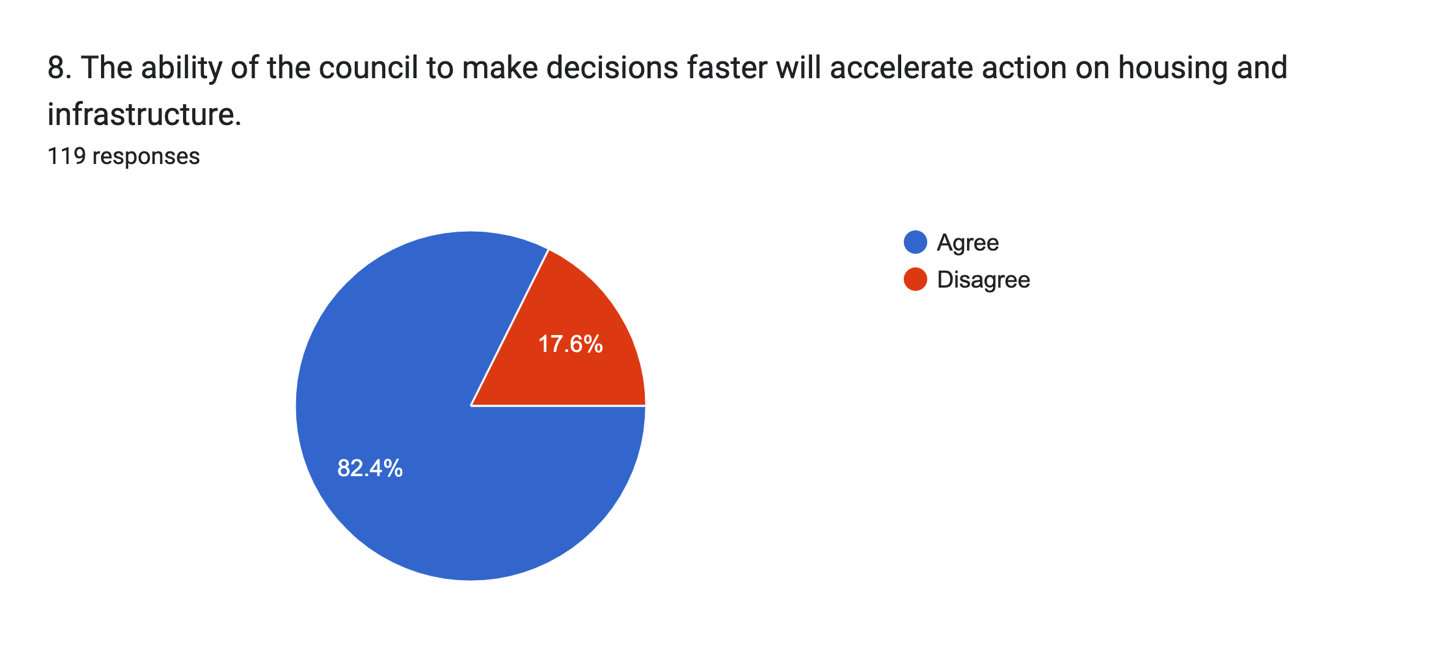 8. The ability of the council to make decisions faster will accelerate action on housing and
infrastructure.
119 responses
Agree
Disagree
17.6%
82.4%